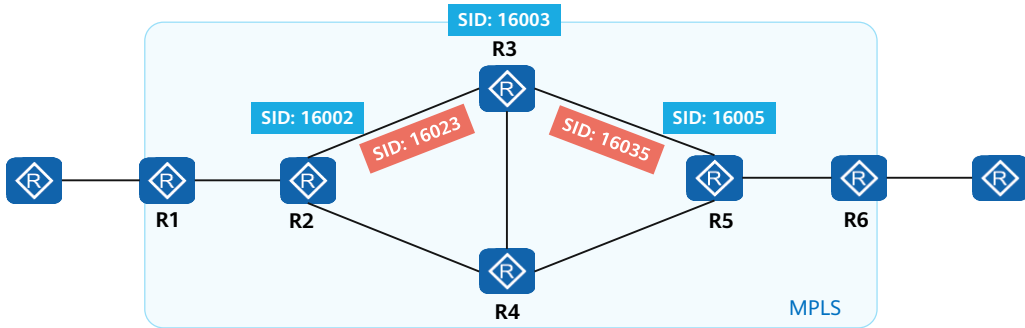 SID: 16003
R3
SID: 16002
SID: 16023
SID: 16035
SID: 16005
R
R
R
R
R
R
R
R
R1
R2
R5
R6
R4
MPLS